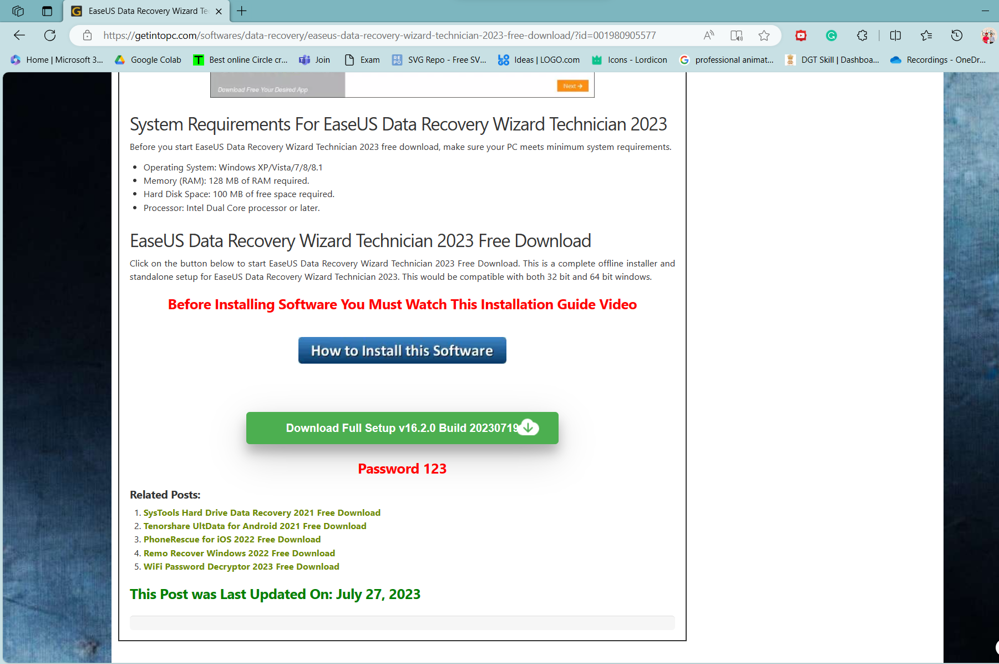 EaseUS Data Recovery Wizard Te
https://getintopc.com/softwares/data-recovery/easeus-data-recovery-wizard-technician-2023-free-download/?id=001980905577
Home | Microsoft 3... Google Colab T Best online Circle cr... Join Exam REPO SVG Repo - Free SV... LOGO Ideas | LOGO.com Icons - Lordicon professional animat... DGT Skill | Dashboa... Recordings - OneDr...
Download Free Your Desired App
Next →
System Requirements For EaseUS Data Recovery Wizard Technician 2023
Before you start EaseUS Data Recovery Wizard Technician 2023 free download, make sure your PC meets minimum system requirements.
• Operating System: Windows XP/Vista/7/8/8.1
• Memory (RAM): 128 MB of RAM required.
• Hard Disk Space: 100 MB of free space required.
• Processor: Intel Dual Core processor or later.
EaseUS Data Recovery Wizard Technician 2023 Free Download
Click on the button below to start EaseUS Data Recovery Wizard Technician 2023 Free Download. This is a complete offline installer and
standalone setup for EaseUS Data Recovery Wizard Technician 2023. This would be compatible with both 32 bit and 64 bit windows.
Before Installing Software You Must Watch This Installation Guide Video
How to Install this Software
Download Full Setup v16.2.0 Build 20230719
Password 123
Related Posts:
1. SysTools Hard Drive Data Recovery 2021 Free Download
2. Tenorshare UltData for Android 2021 Free Download
3. PhoneRescue for iOS 2022 Free Download
4. Remo Recover Windows 2022 Free Download
5. WiFi Password Decryptor 2023 Free Download
This Post was Last Updated On: July 27, 2023